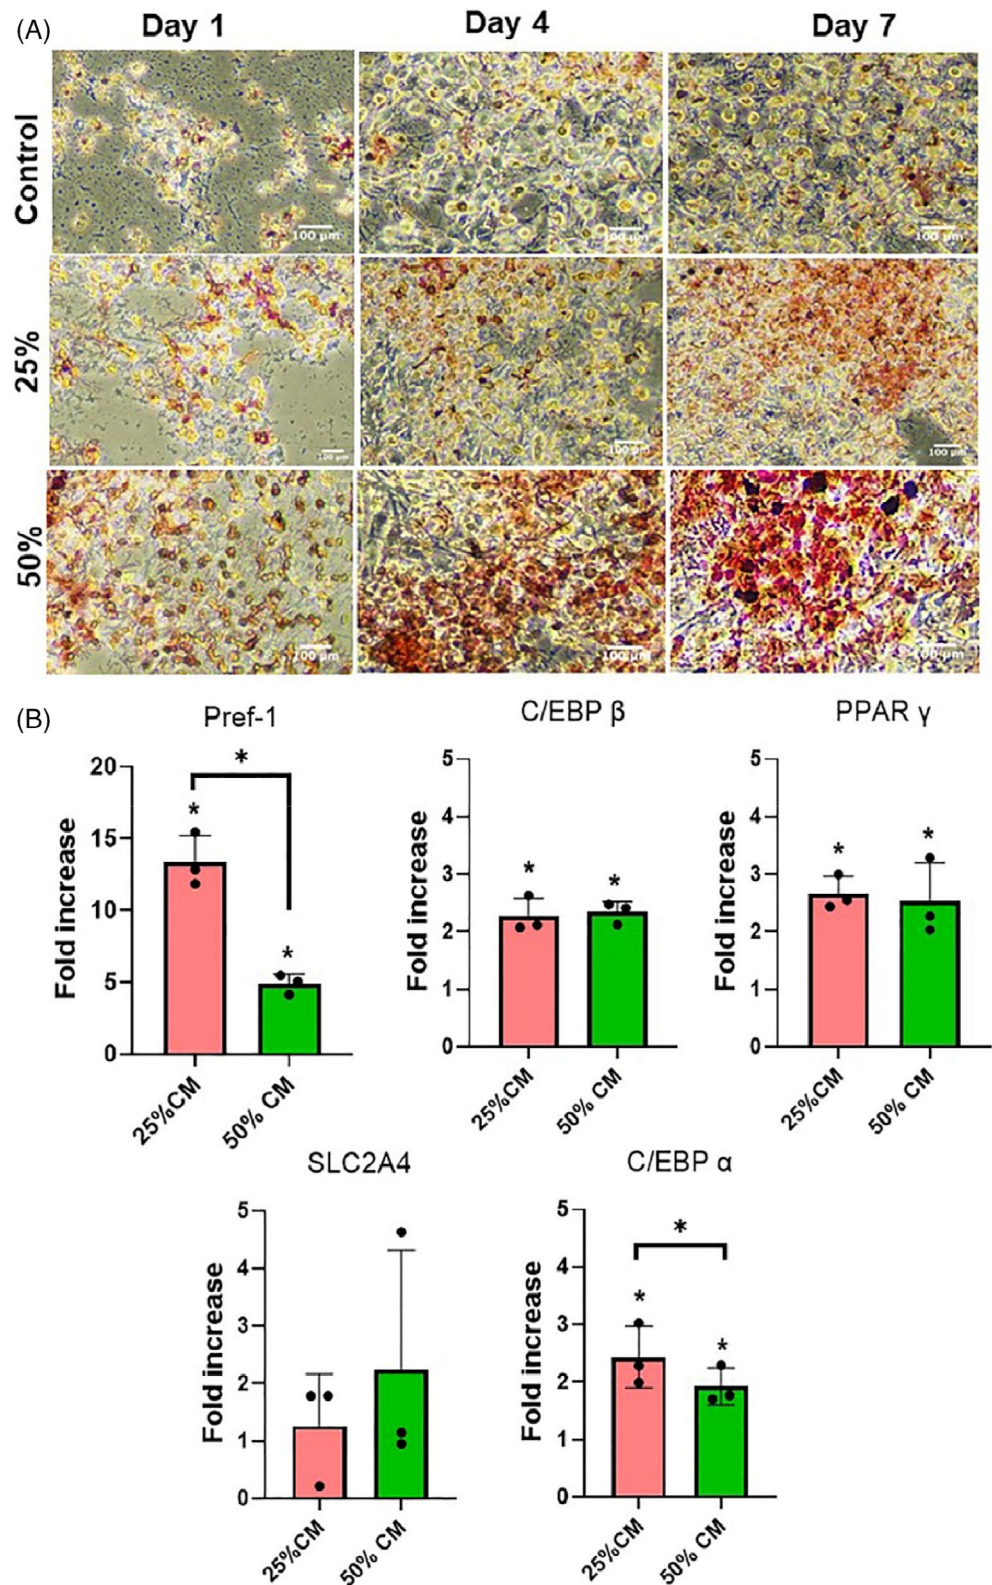 (A)
Day 1 Day 4 Day 7
Control
100 µm 100 µm 100 µm
25%
100 µm 100 µm 100 µm
50%
100 µm 100 µm 100 µm
(B)
Pref-1 C/EBP β PPAR γ
* 
20 5 5
15 4 4
10 3 3
5 2 2
0 1 1
0 0
* * * * * *
Fold increase Fold increase Fold increase
25%CM 50% CM 25%CM 50% CM 25%CM 50% CM
SLC2A4 C/EBP α
*
5 5
4 4
3 3
2 2
1 1
0 0
* *
Fold increase Fold increase
25%CM 50% CM 25%CM 50% CM